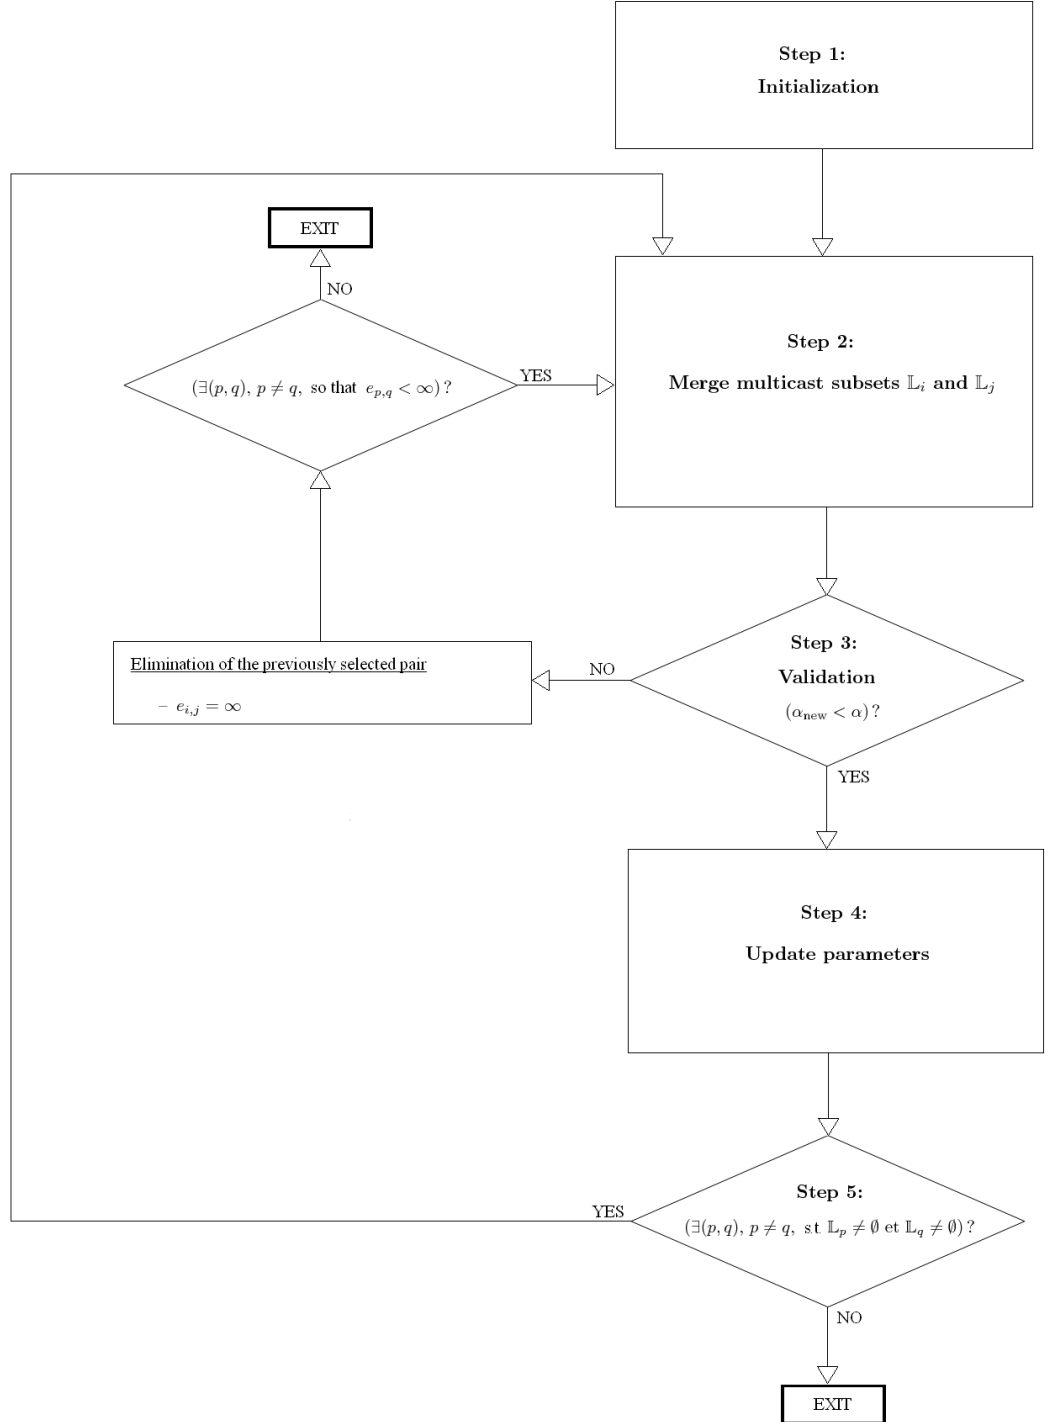 Step 1:
Initialization
EXIT
NO
(∃(p, q), p ≠ q, so that e_{p,q} < ∞) ?
YES
Step 2:
Merge multicast subsets 𝕃_i and 𝕃_j
Elimination of the previously selected pair
– e_{i,j} = ∞
NO
Step 3:
Validation
(α_new < α) ?
YES
Step 4:
Update parameters
YES
Step 5:
(∃(p, q), p ≠ q, s.t. 𝕃_p ≠ ∅ et 𝕃_q ≠ ∅) ?
NO
EXIT